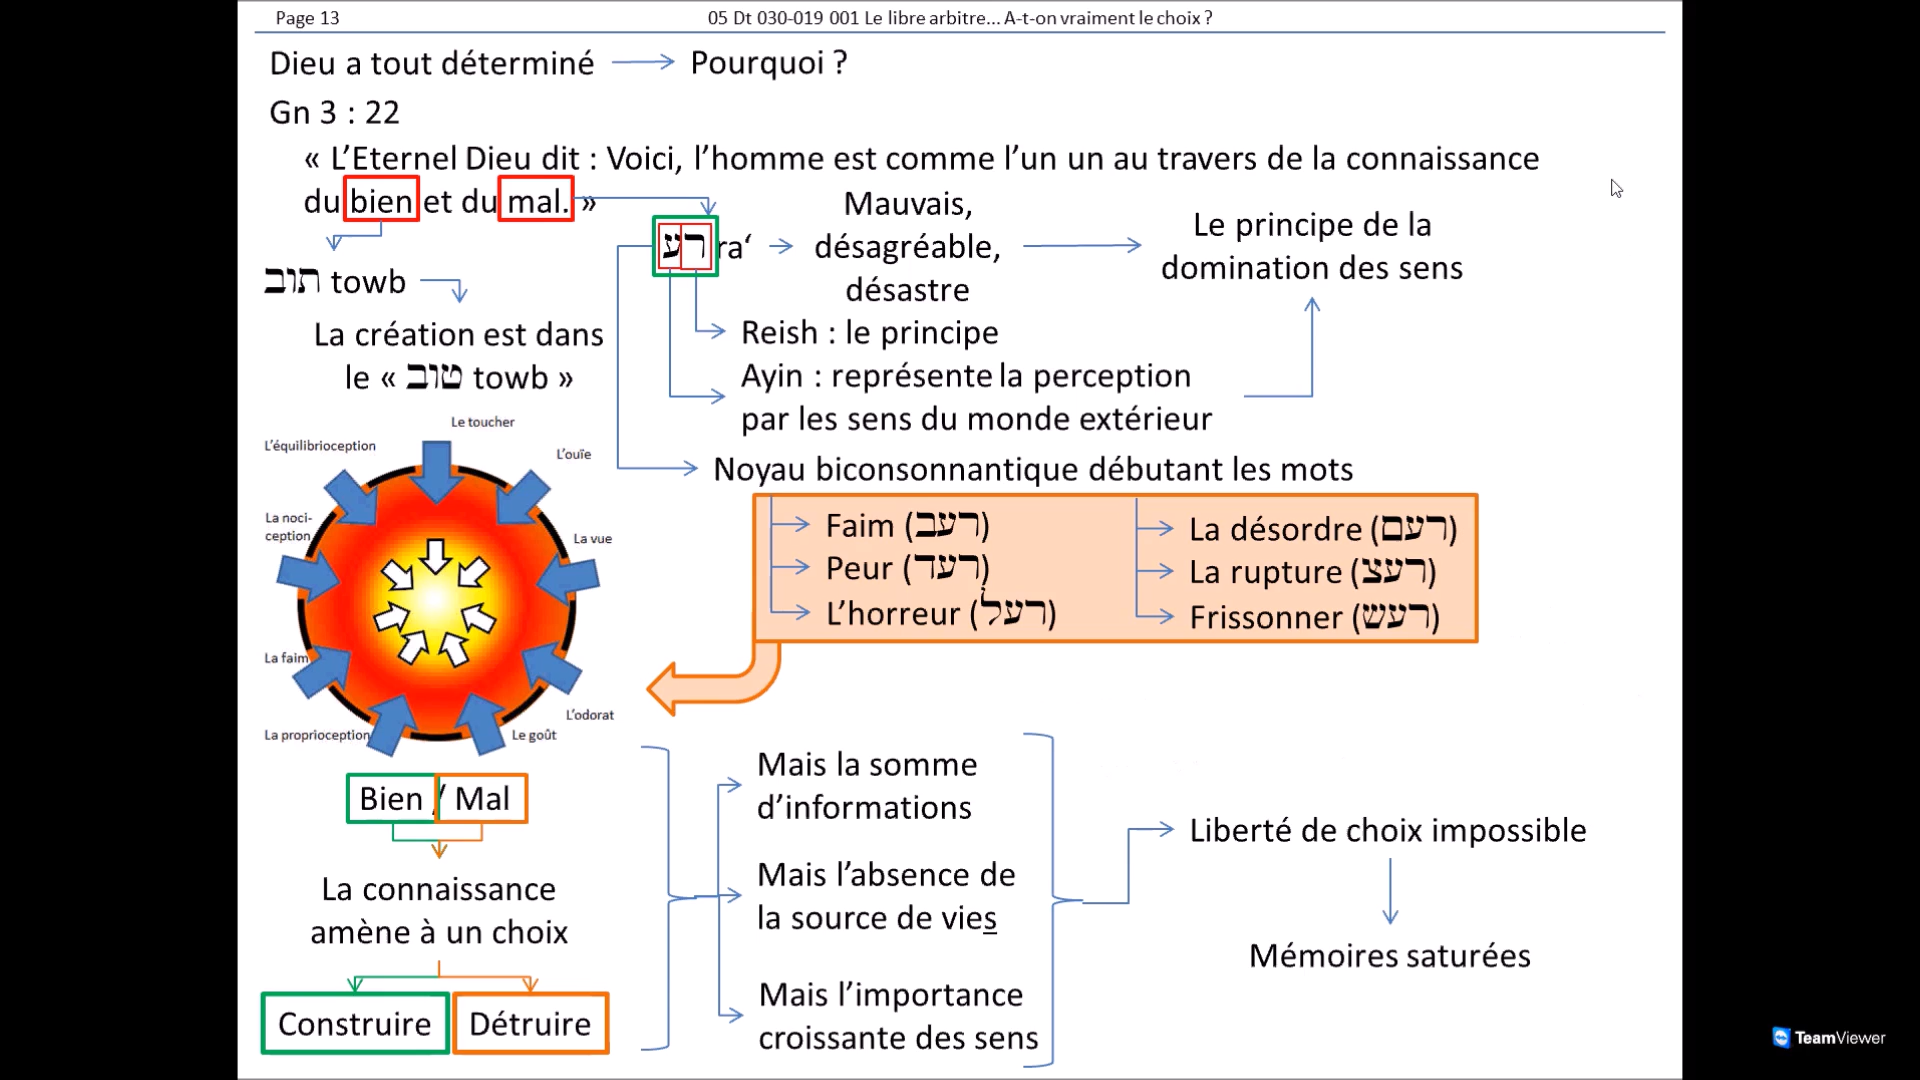 Page 13
05 Dt 030-019 001 Le libre arbitre... A-t-on vraiment le choix ?
Dieu a tout déterminé
Pourquoi ?
Gn 3 : 22
« L’Eternel Dieu dit : Voici, l’homme est comme l’un un au travers de la connaissance
du bien et du mal. »
תוב towb
La création est dans
le « טוב towb »
רע ra‘
Mauvais,
désagréable,
désastre
Le principe de la
domination des sens
Reish : le principe
Ayin : représente la perception
par les sens du monde extérieur
Noyau biconsonnantique débutant les mots
Faim (רעב)
Peur (רעד)
L’horreur (רעל)
La désordre (רעם)
La rupture (רעצ)
Frissonner (רעש)
Le toucher
L’équilibrioception
L’ouïe
La noci-
ception
La vue
La faim
L’odorat
La proprioception
Le goût
Bien / Mal
La connaissance
amène à un choix
Construire
Détruire
Mais la somme
d’informations
Mais l’absence de
la source de vies
Mais l’importance
croissante des sens
Liberté de choix impossible
Mémoires saturées
TeamViewer